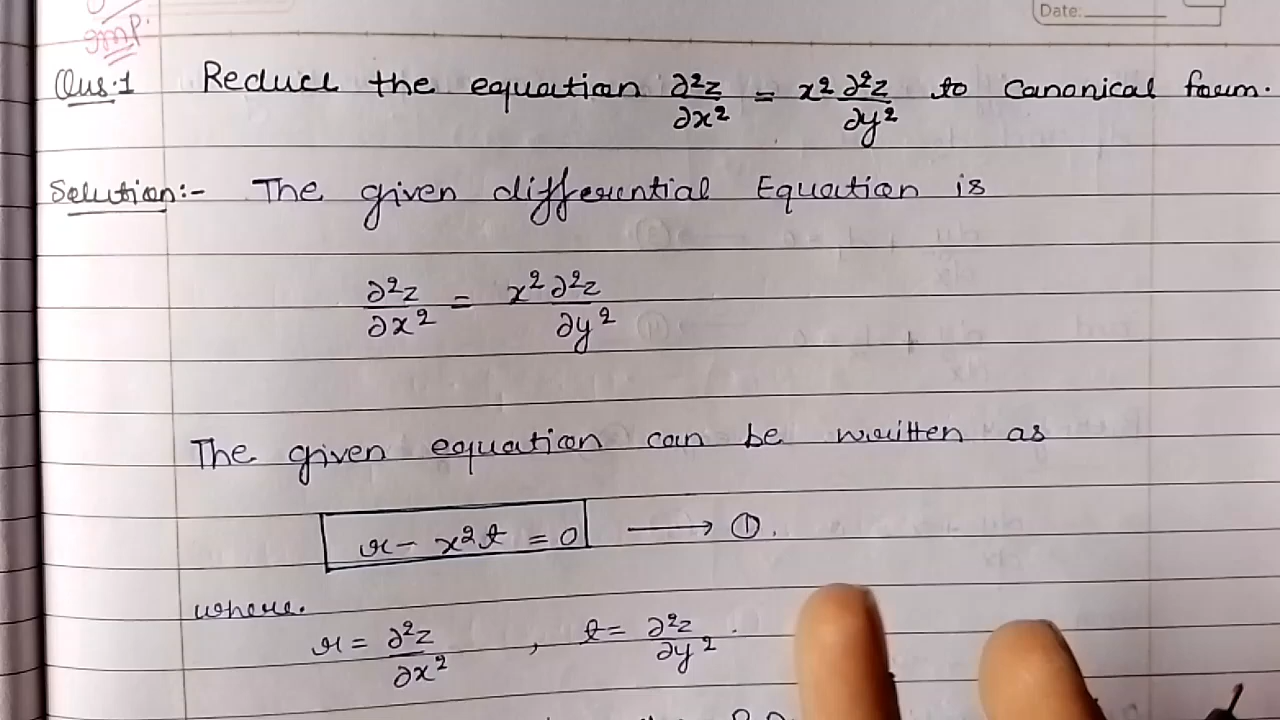 Date:
Imp.
Qus.1 Reduce the equation ∂²z/∂x² = x² ∂²z/∂y² to canonical form.
Solution:- The given differential Equation is
∂²z/∂x² = x² ∂²z/∂y²
The given equation can be written as
r - x²t = 0 ⟶ ①.
where.
r = ∂²z/∂x² , t = ∂²z/∂y² .